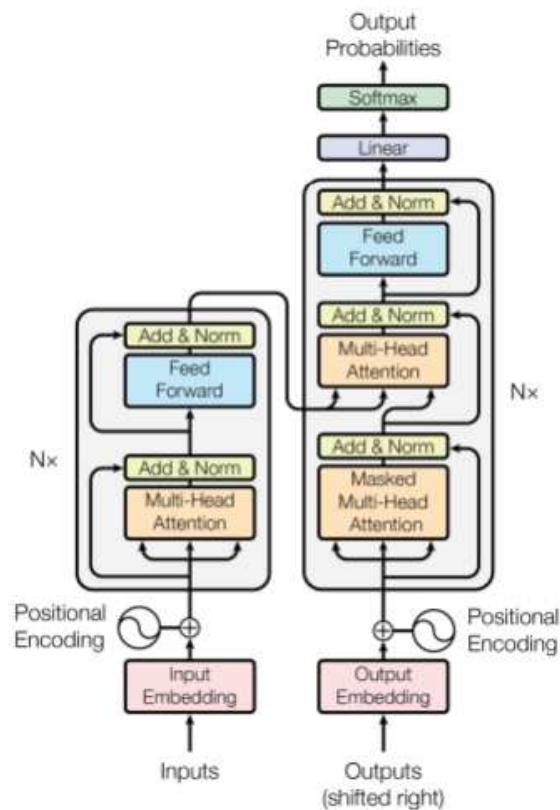 Output
Probabilities
Softmax
Linear
Add & Norm
Feed
Forward
Add & Norm
Multi-Head
Attention
Add & Norm
Masked
Multi-Head
Attention
N×
Add & Norm
Feed
Forward
Add & Norm
Multi-Head
Attention
N×
Positional
Encoding
Positional
Encoding
Input
Embedding
Output
Embedding
Inputs
Outputs
(shifted right)